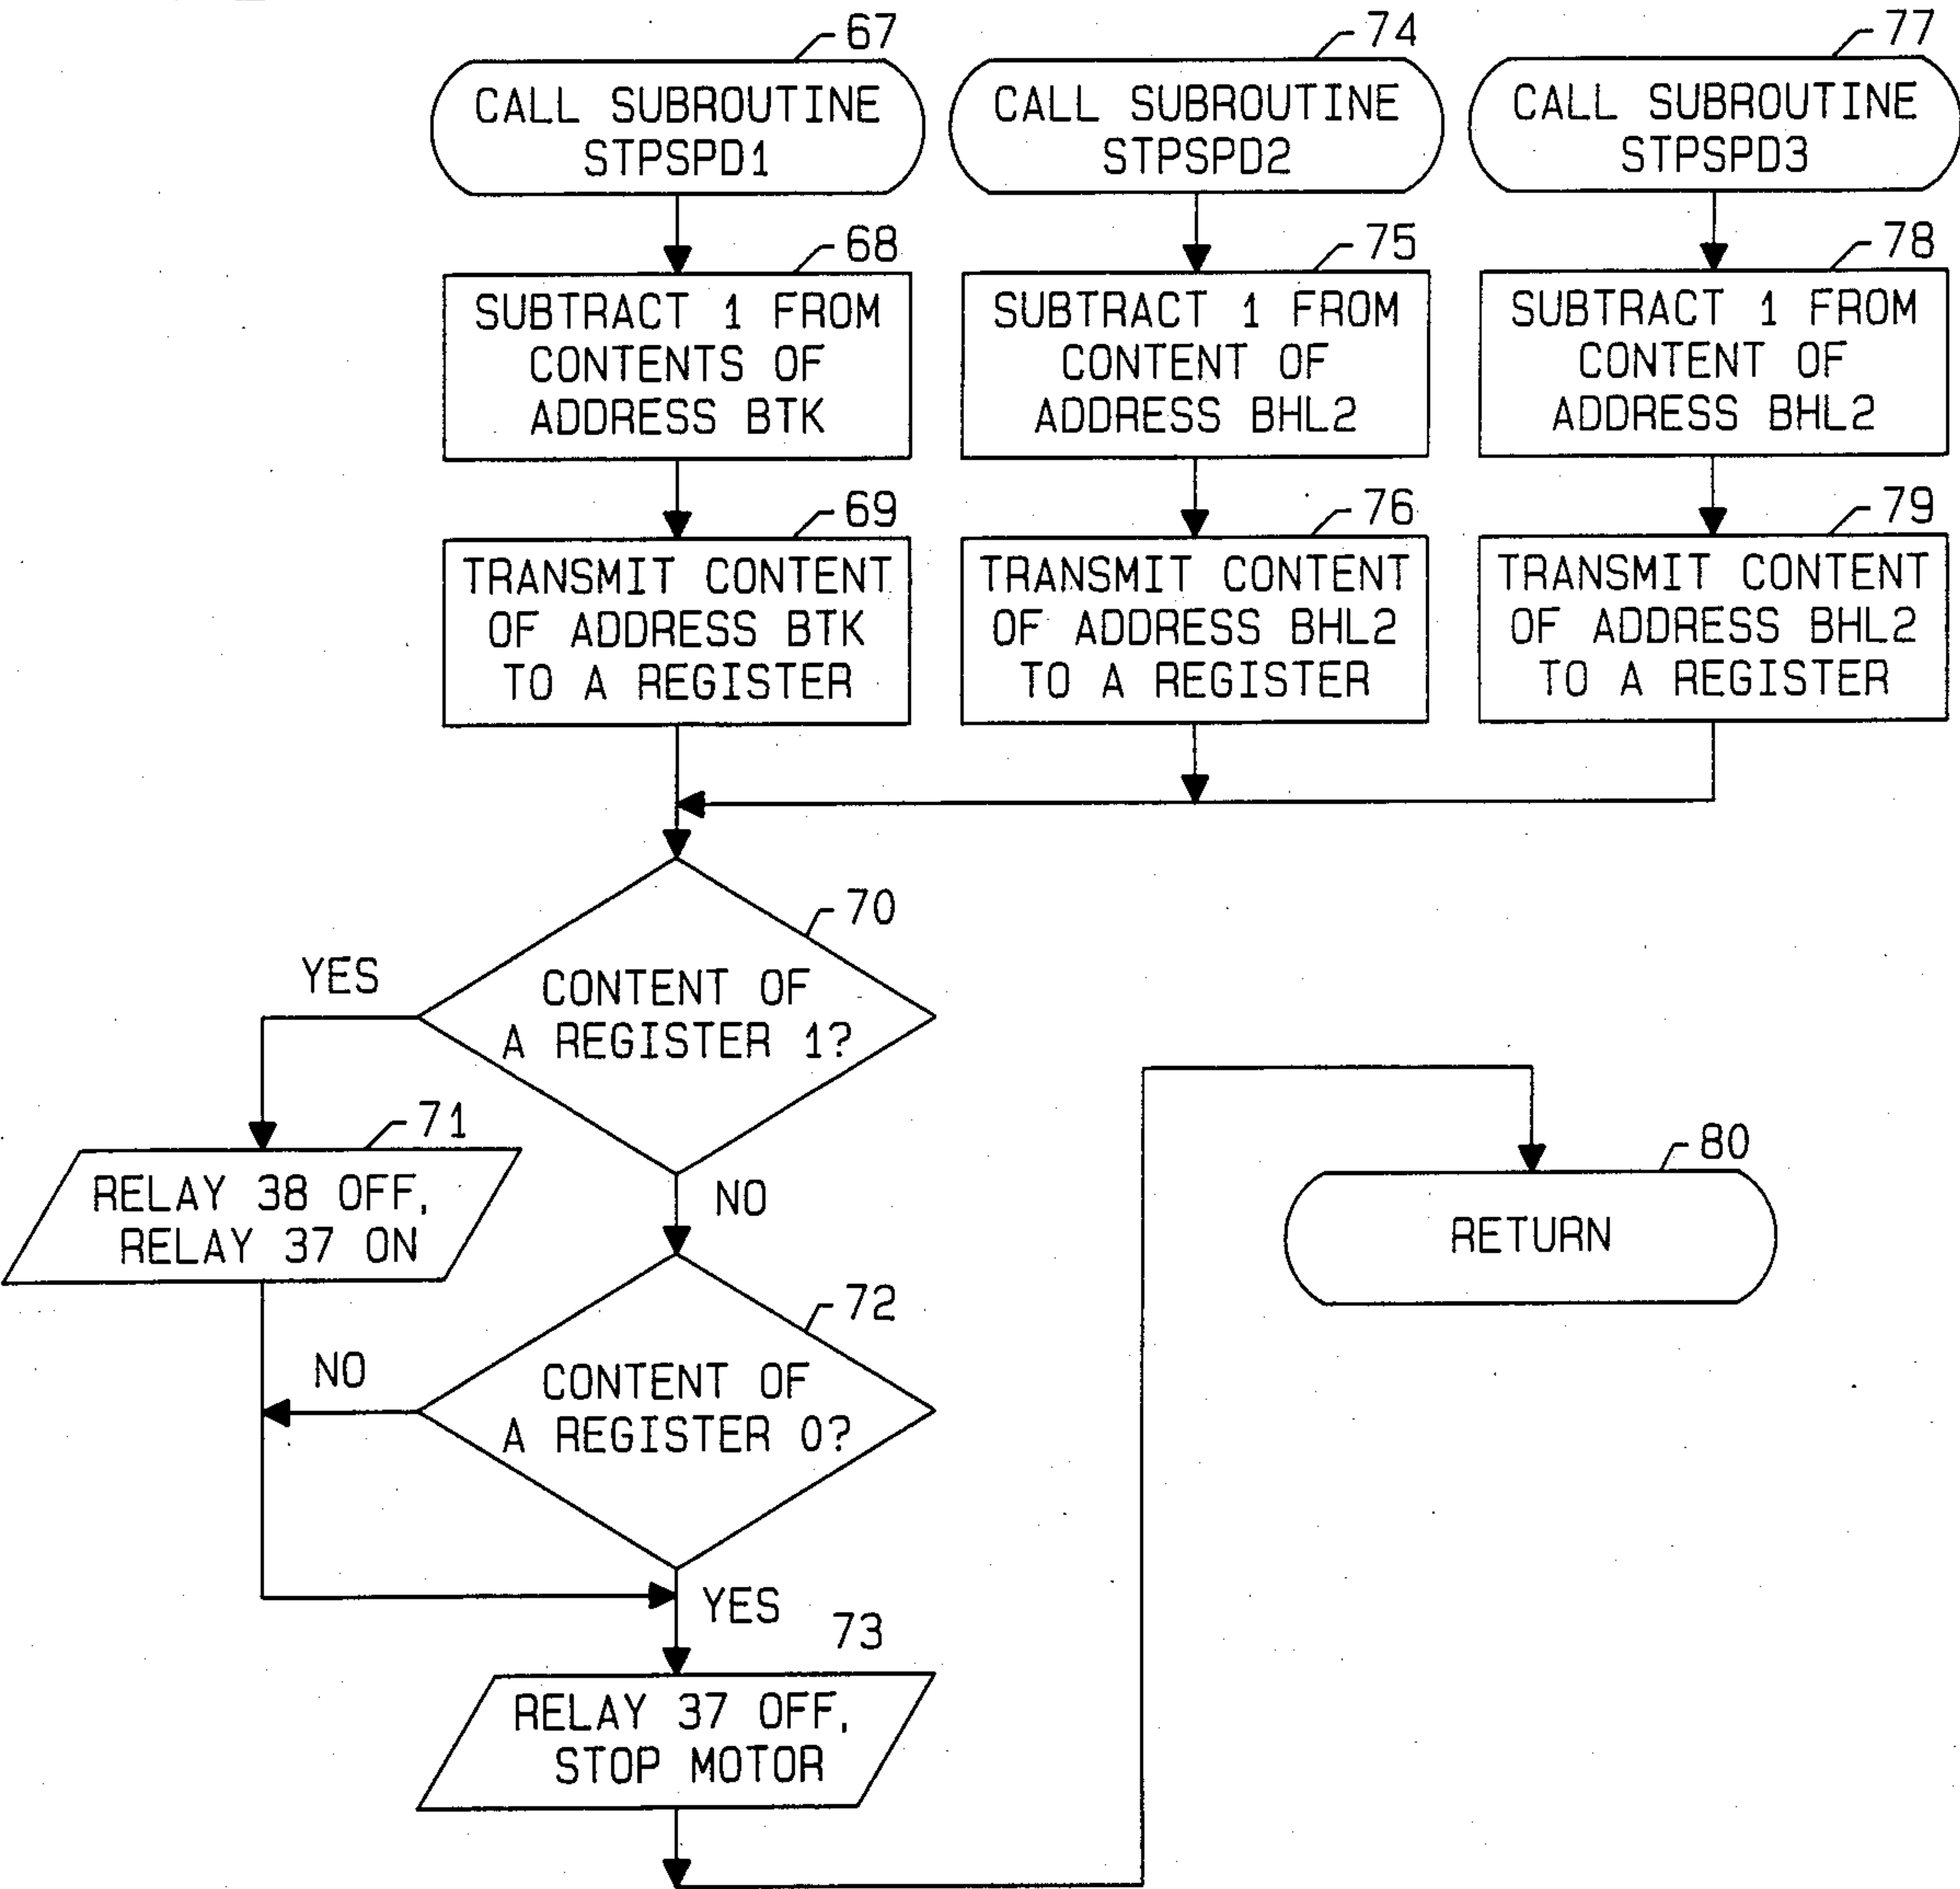 67
CALL SUBROUTINE
STPSPD1
74
CALL SUBROUTINE
STPSPD2
77
CALL SUBROUTINE
STPSPD3
68
SUBTRACT 1 FROM
CONTENTS OF
ADDRESS BTK
75
SUBTRACT 1 FROM
CONTENT OF
ADDRESS BHL2
78
SUBTRACT 1 FROM
CONTENT OF
ADDRESS BHL2
69
TRANSMIT CONTENT
OF ADDRESS BTK
TO A REGISTER
76
TRANSMIT CONTENT
OF ADDRESS BHL2
TO A REGISTER
79
TRANSMIT CONTENT
OF ADDRESS BHL2
TO A REGISTER
70
YES
CONTENT OF
A REGISTER 1?
71
RELAY 38 OFF,
RELAY 37 ON
NO
80
RETURN
72
NO
CONTENT OF
A REGISTER 0?
YES
73
RELAY 37 OFF,
STOP MOTOR